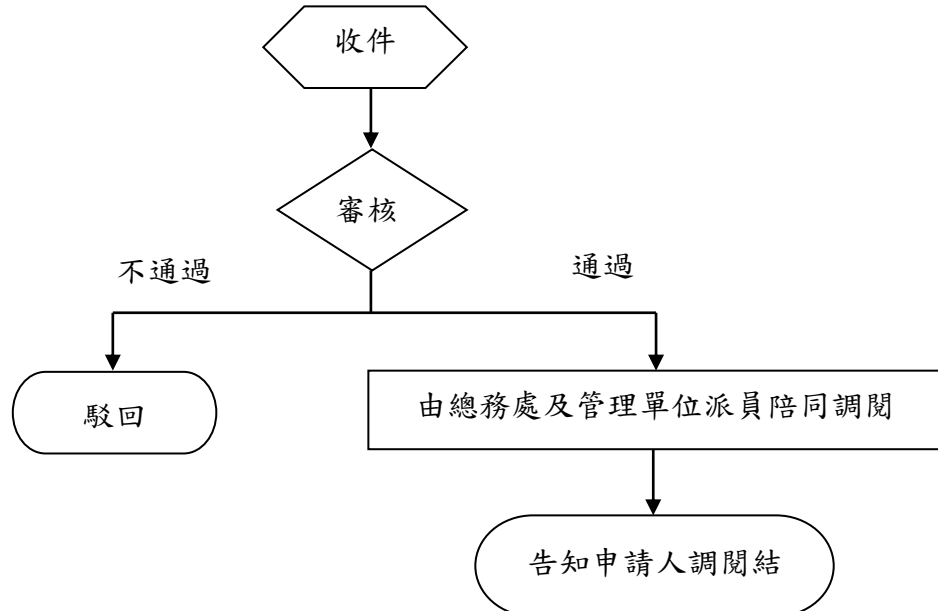 收件
審核
不通過
通過
駁回
由總務處及管理單位派員陪同調閱
告知申請人調閱結